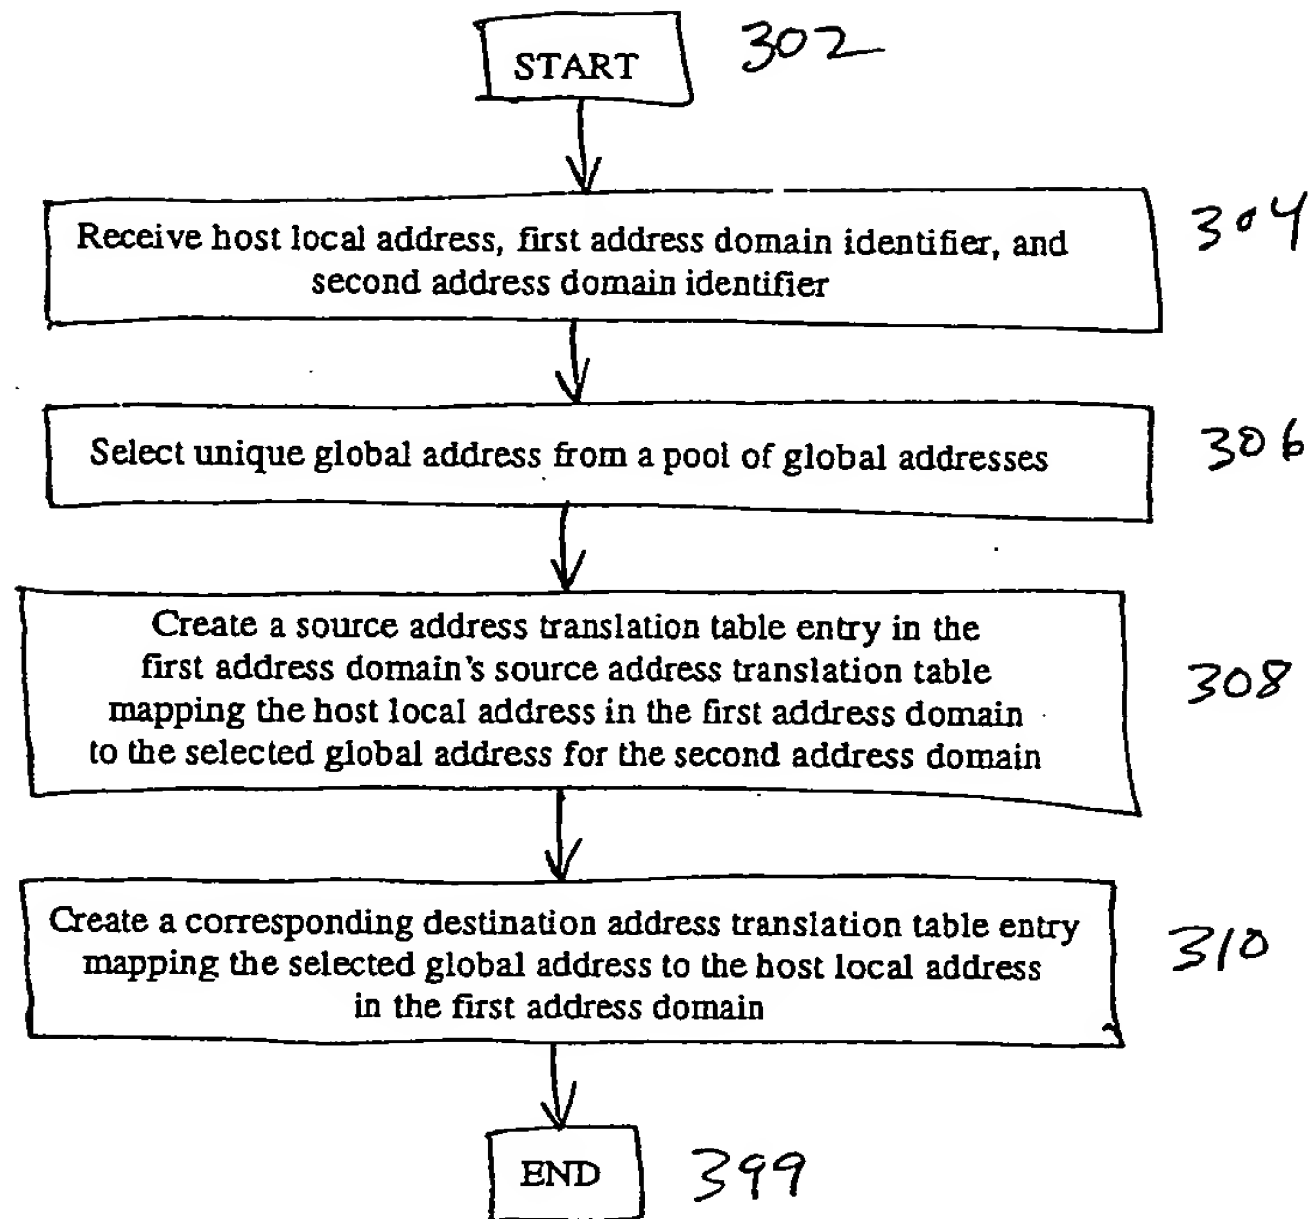 START
302
Receive host local address, first address domain identifier, and
second address domain identifier
304
Select unique global address from a pool of global addresses
306
Create a source address translation table entry in the
first address domain's source address translation table
mapping the host local address in the first address domain
to the selected global address for the second address domain
308
Create a corresponding destination address translation table entry
mapping the selected global address to the host local address
in the first address domain
310
END
399